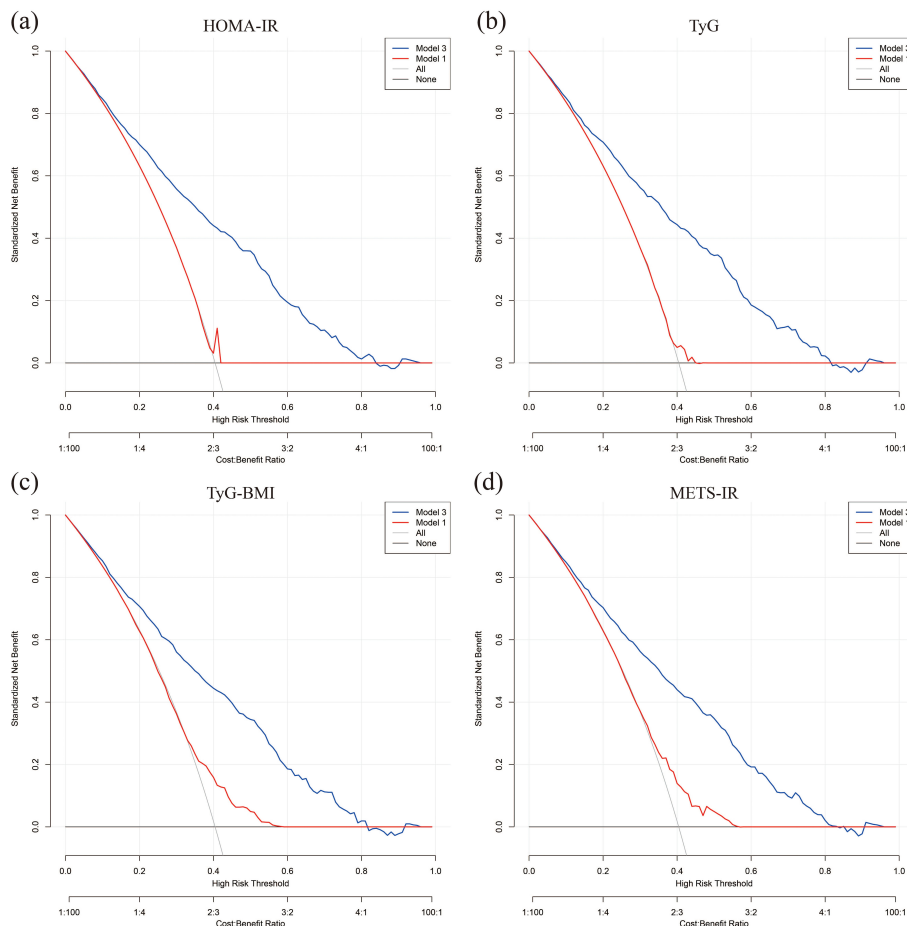 (a)
HOMA-IR
Model 3
Model 1
All
None
Standardized Net Benefit
1.0
0.8
0.6
0.4
0.2
0.0
0.0 0.2 0.4 0.6 0.8 1.0
High Risk Threshold
1:100 1:4 2:3 3:2 4:1 100:1
Cost:Benefit Ratio
(b)
TyG
Model 3
Model 1
All
None
Standardized Net Benefit
1.0
0.8
0.6
0.4
0.2
0.0
0.0 0.2 0.4 0.6 0.8 1.0
High Risk Threshold
1:100 1:4 2:3 3:2 4:1 100:1
Cost:Benefit Ratio
(c)
TyG-BMI
Model 3
Model 1
All
None
Standardized Net Benefit
1.0
0.8
0.6
0.4
0.2
0.0
0.0 0.2 0.4 0.6 0.8 1.0
High Risk Threshold
1:100 1:4 2:3 3:2 4:1 100:1
Cost:Benefit Ratio
(d)
METS-IR
Model 3
Model 1
All
None
Standardized Net Benefit
1.0
0.8
0.6
0.4
0.2
0.0
0.0 0.2 0.4 0.6 0.8 1.0
High Risk Threshold
1:100 1:4 2:3 3:2 4:1 100:1
Cost:Benefit Ratio